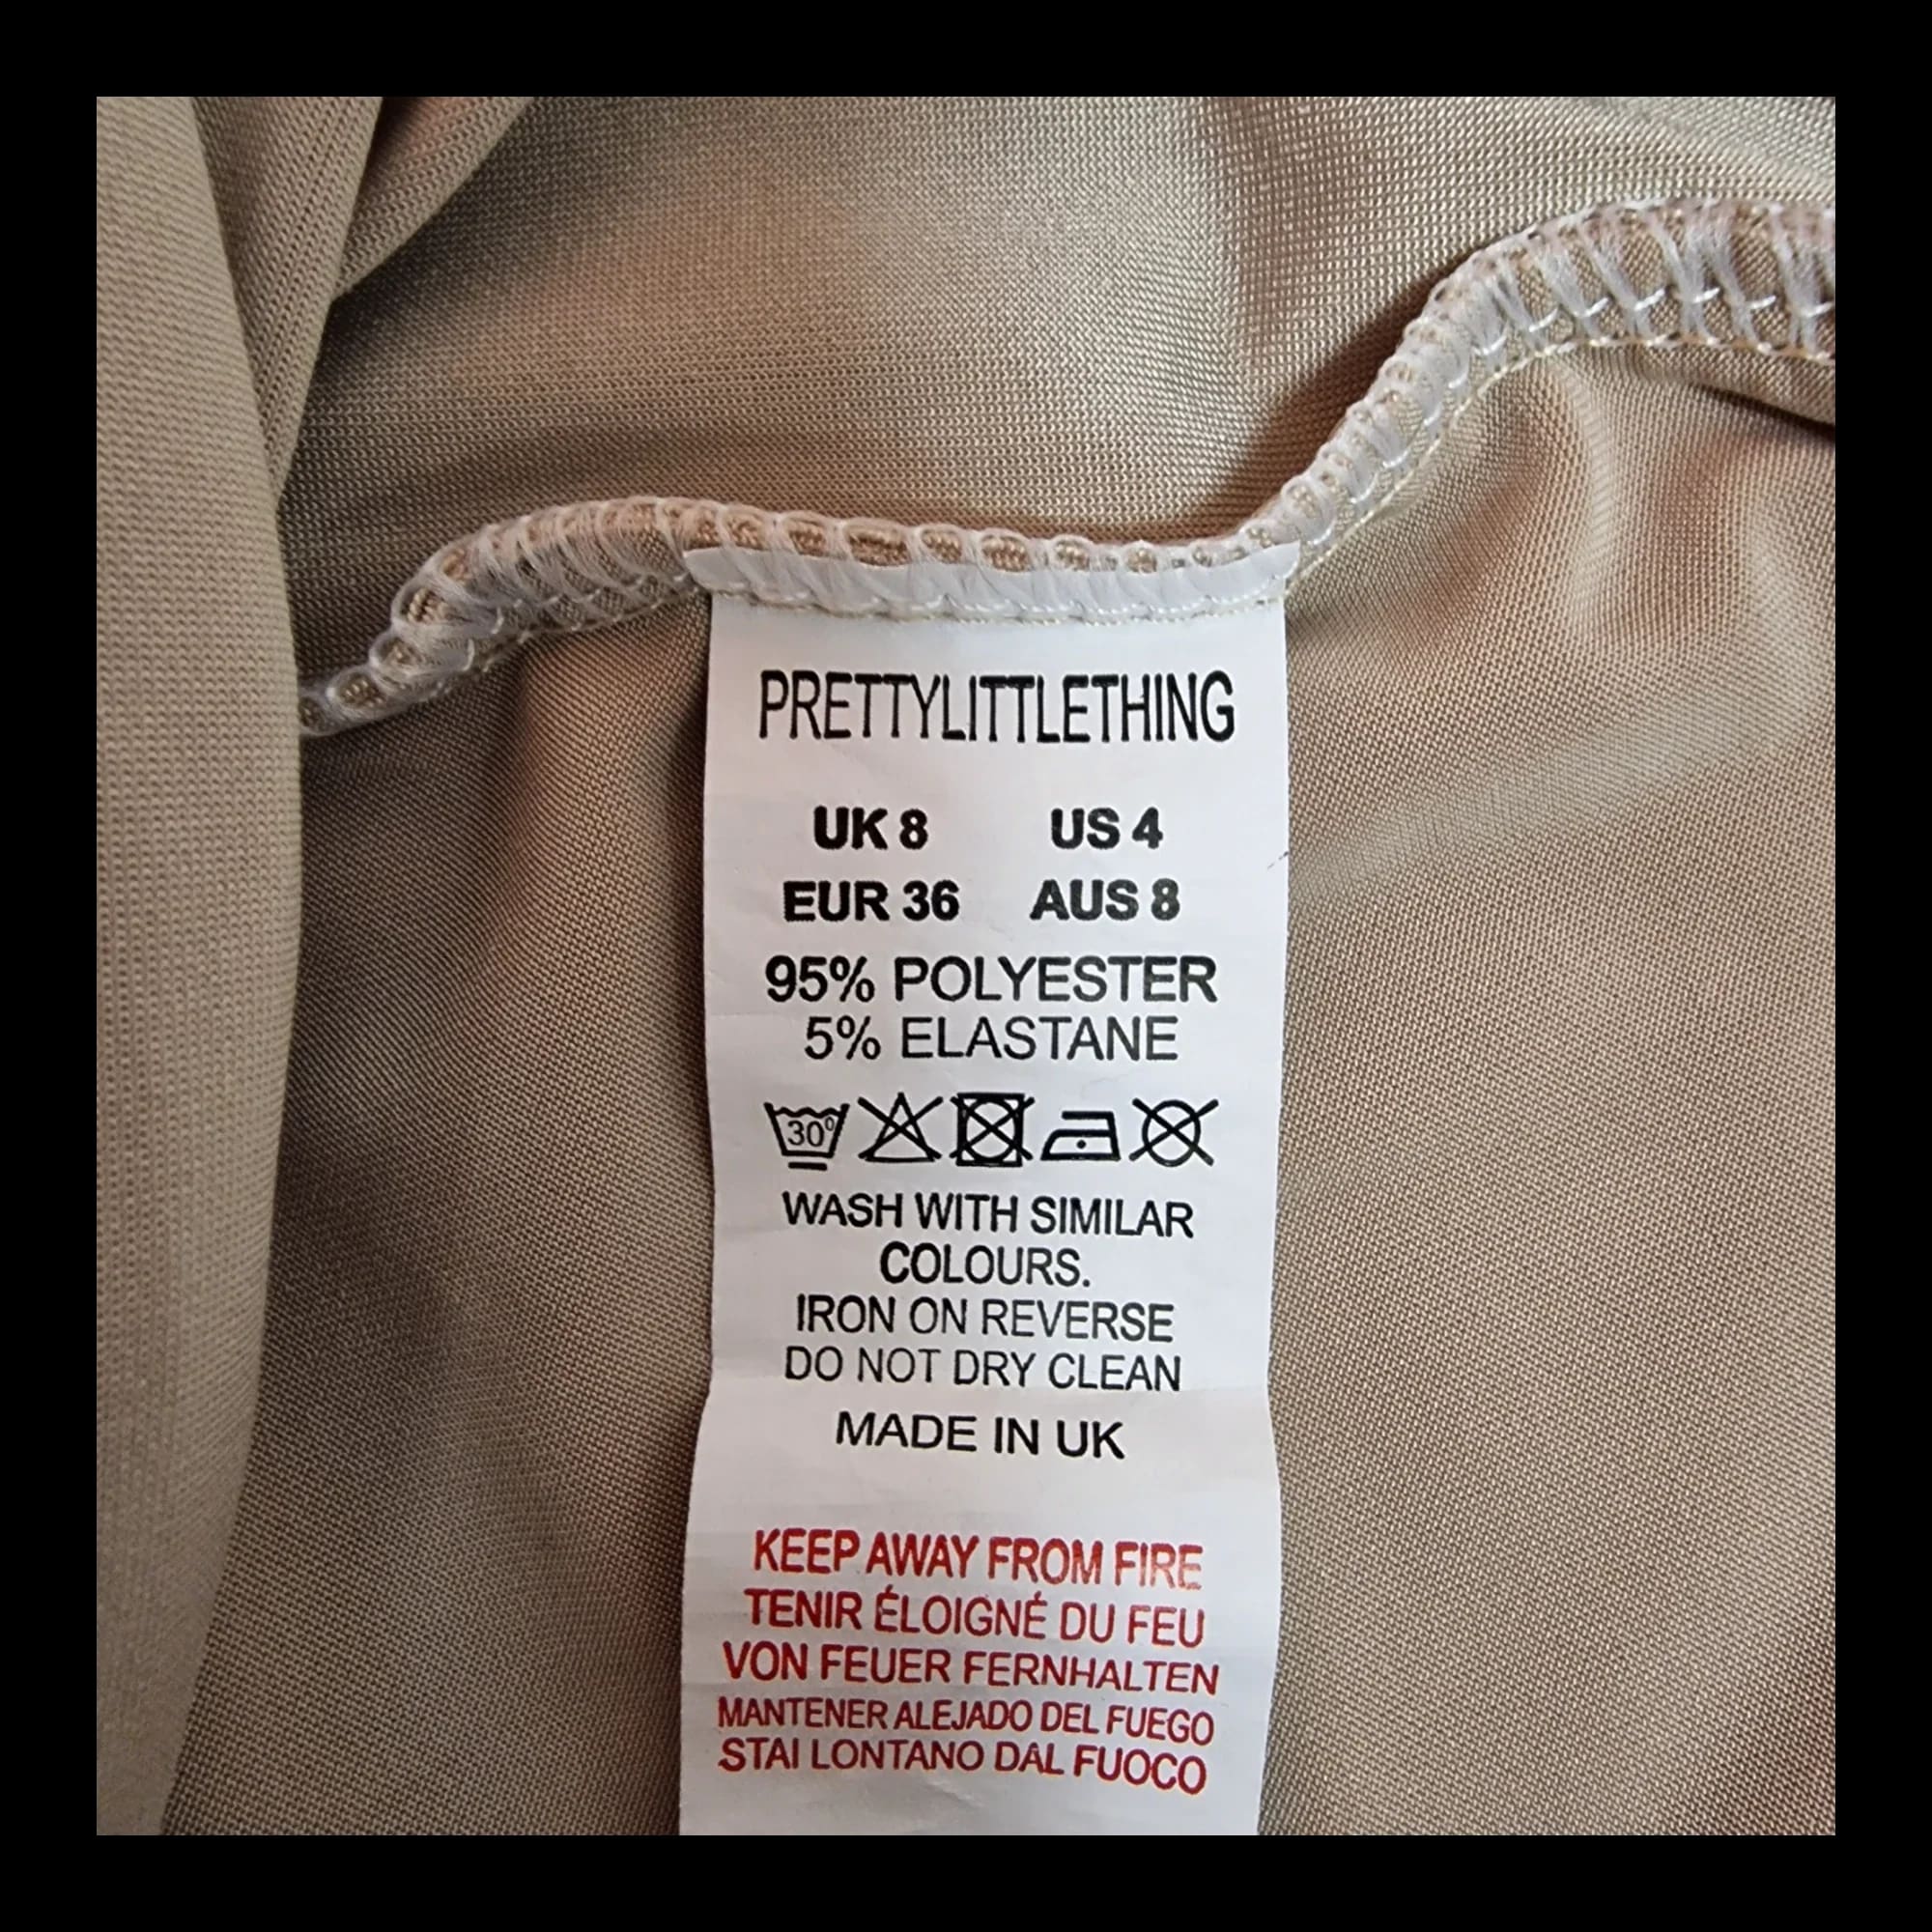 PRETTYLITTLETHING
UK 8 US 4
EUR 36 AUS 8
95% POLYESTER
5% ELASTANE
30⁰
WASH WITH SIMILAR
COLOURS.
IRON ON REVERSE
DO NOT DRY CLEAN
MADE IN UK
KEEP AWAY FROM FIRE
TENIR ÉLOIGNÉ DU FEU
VON FEUER FERNHALTEN
MANTENER ALEJADO DEL FUEGO
STAI LONTANO DAL FUOCO